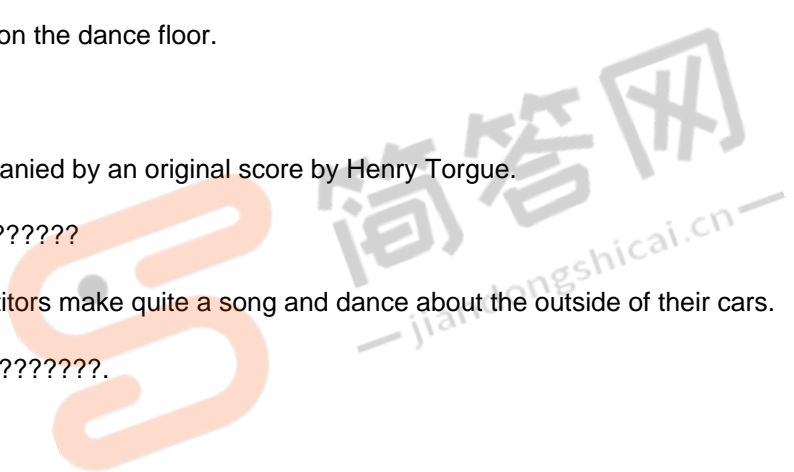 on the dance floor.
anied by an original score by Henry Torgue.
??????
titors make quite a song and dance about the outside of their cars.
???????.
简答网
jiandongshicai.cn